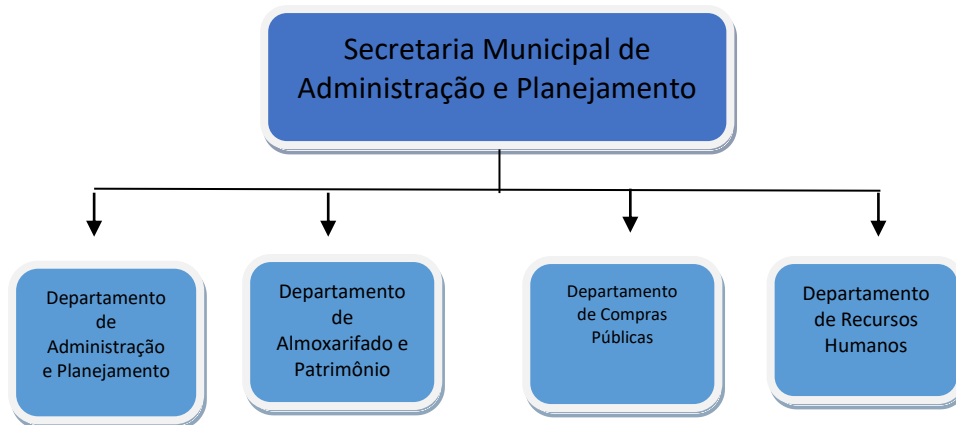 Secretaria Municipal de
Administração e Planejamento
Departamento
de
Administração
e Planejamento
Departamento
de
Almoxarifado e
Patrimônio
Departamento
de Compras
Públicas
Departamento
de Recursos
Humanos